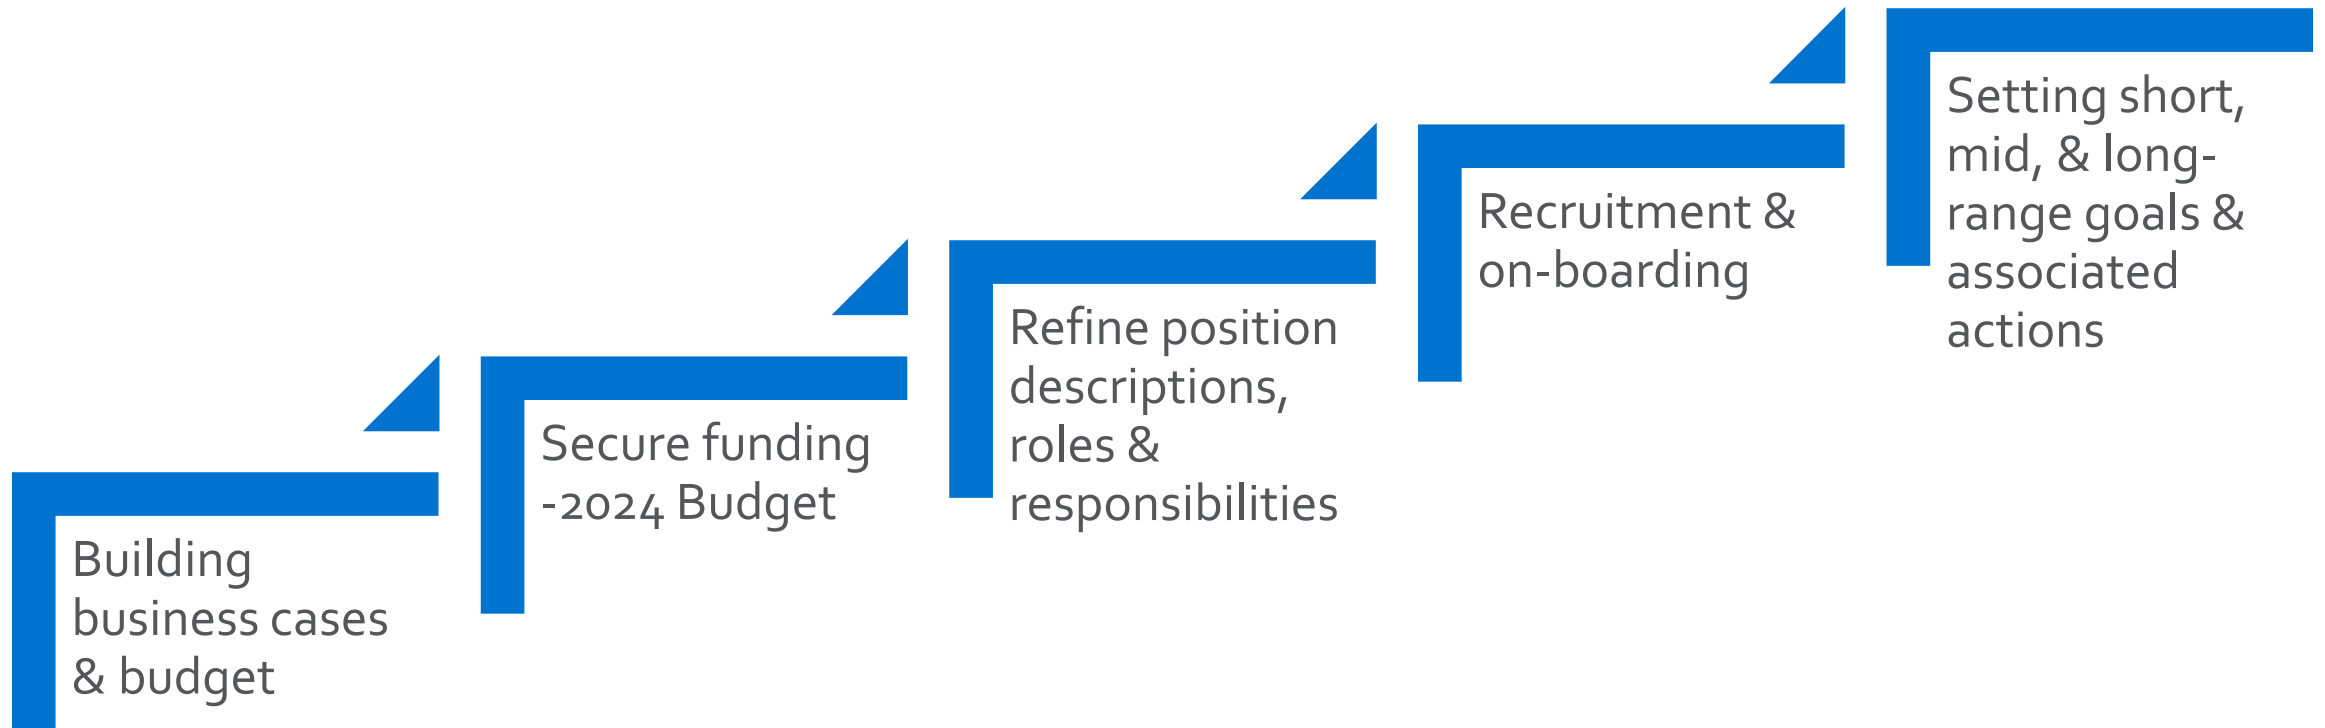 Building
business cases
& budget
Secure funding
-2024 Budget
Refine position
descriptions,
roles &
responsibilities
Recruitment &
on-boarding
Setting short,
mid, & long-
range goals &
associated
actions